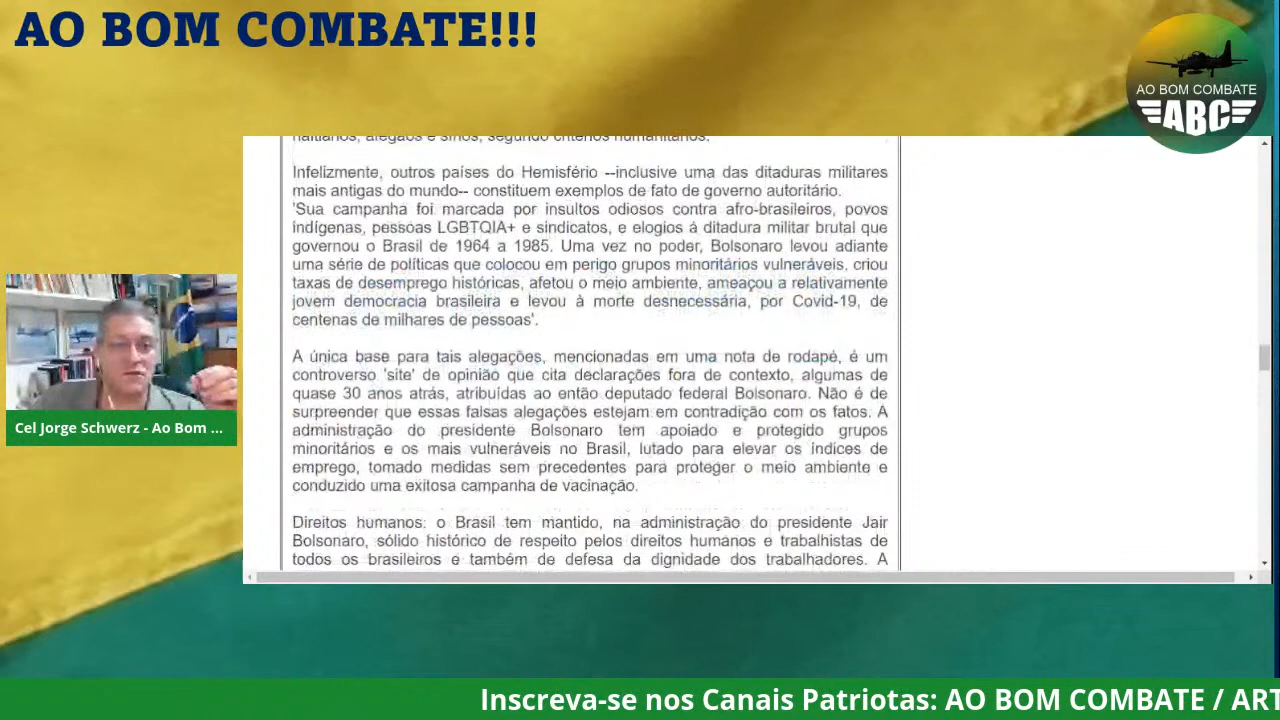 AO BOM COMBATE!!!
AO BOM COMBATE
ABC
haitianos, afegãos e sírios, segundo critérios humanitários.
Infelizmente, outros países do Hemisfério --inclusive uma das ditaduras militares
mais antigas do mundo-- constituem exemplos de fato de governo autoritário.
'Sua campanha foi marcada por insultos odiosos contra afro-brasileiros, povos
indígenas, pessoas LGBTQIA+ e sindicatos, e elogios à ditadura militar brutal que
governou o Brasil de 1964 a 1985. Uma vez no poder, Bolsonaro levou adiante
uma série de políticas que colocou em perigo grupos minoritários vulneráveis, criou
taxas de desemprego históricas, afetou o meio ambiente, ameaçou a relativamente
jovem democracia brasileira e levou à morte desnecessária, por Covid-19, de
centenas de milhares de pessoas'.
A única base para tais alegações, mencionadas em uma nota de rodapé, é um
controverso 'site' de opinião que cita declarações fora de contexto, algumas de
quase 30 anos atrás, atribuídas ao então deputado federal Bolsonaro. Não é de
surpreender que essas falsas alegações estejam em contradição com os fatos. A
administração do presidente Bolsonaro tem apoiado e protegido grupos
minoritários e os mais vulneráveis no Brasil, lutado para elevar os índices de
emprego, tomado medidas sem precedentes para proteger o meio ambiente e
conduzido uma exitosa campanha de vacinação.
Direitos humanos: o Brasil tem mantido, na administração do presidente Jair
Bolsonaro, sólido histórico de respeito pelos direitos humanos e trabalhistas de
todos os brasileiros e também de defesa da dignidade dos trabalhadores. A
Cel Jorge Schwerz - Ao Bom ...
Inscreva-se nos Canais Patriotas: AO BOM COMBATE / ART